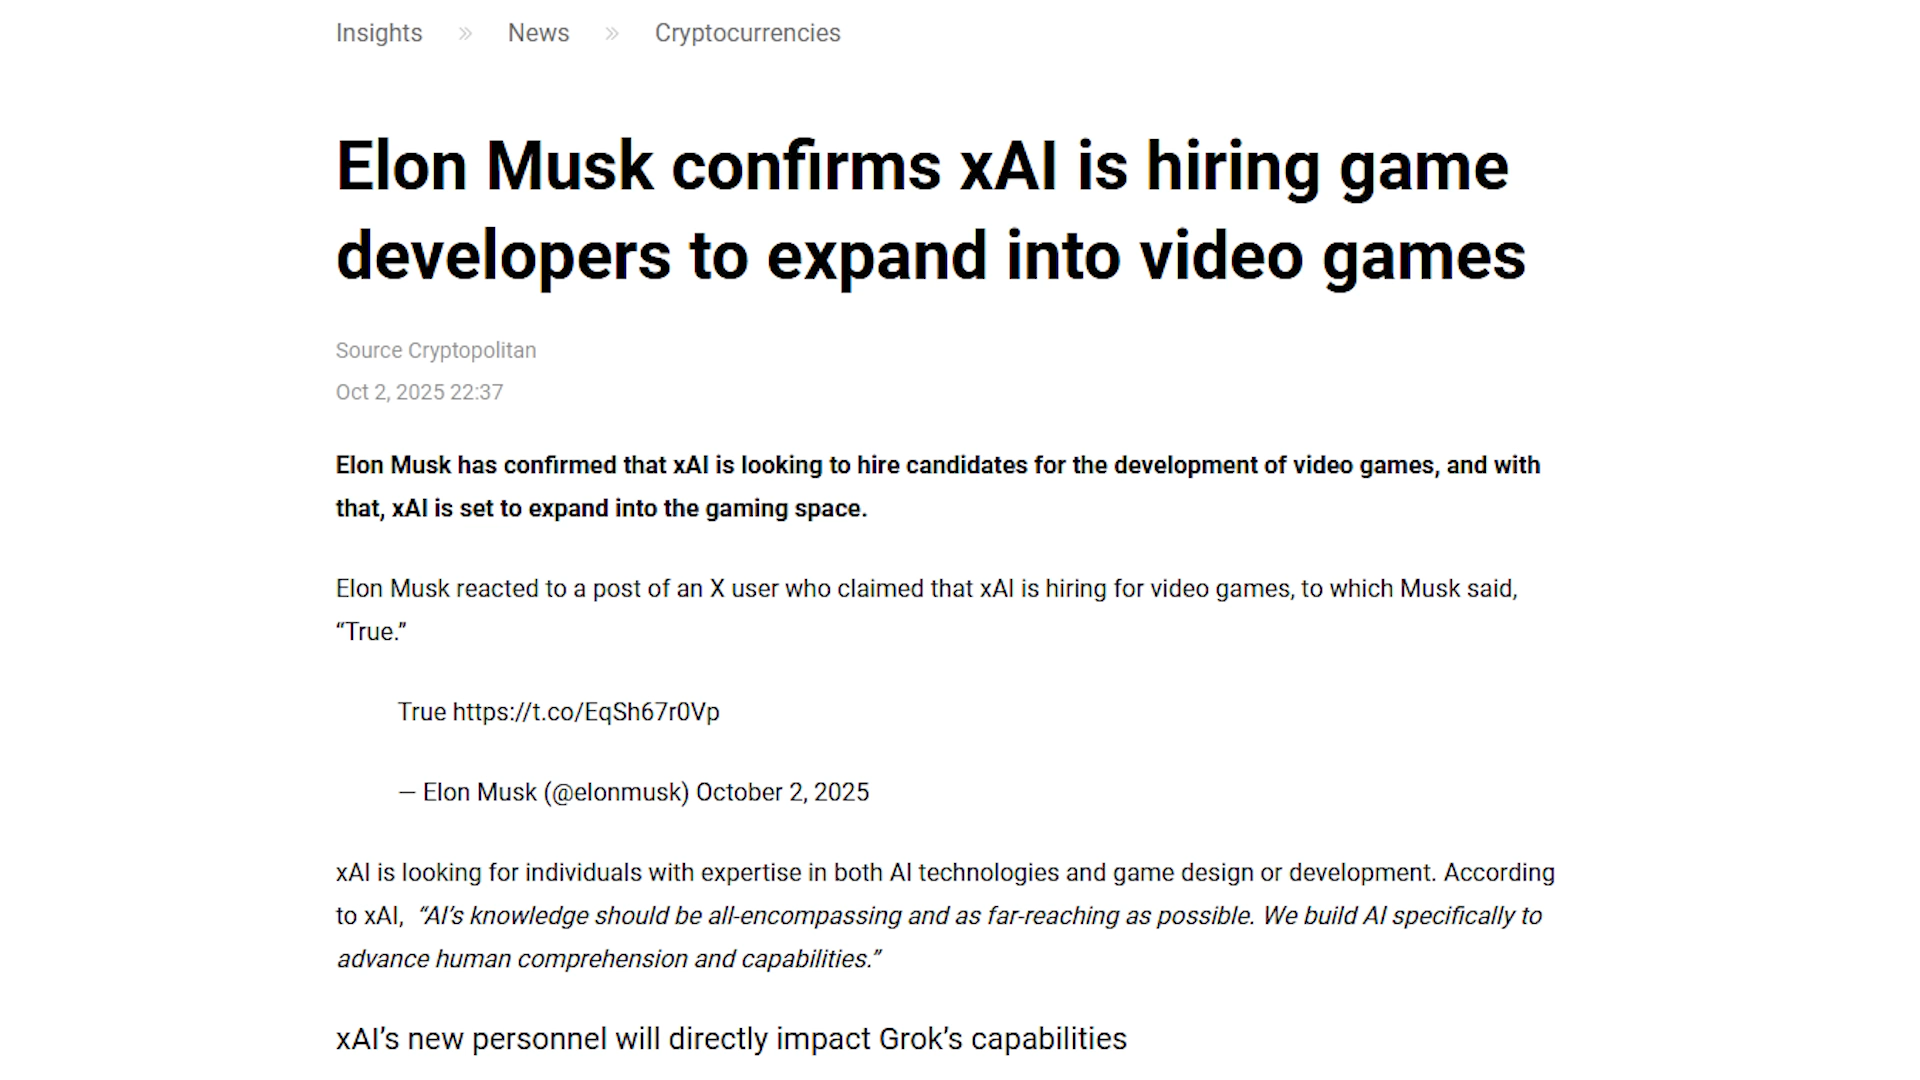 Insights » News » Cryptocurrencies
Elon Musk confirms xAI is hiring game
developers to expand into video games
Source Cryptopolitan
Oct 2, 2025 22:37
Elon Musk has confirmed that xAI is looking to hire candidates for the development of video games, and with
that, xAI is set to expand into the gaming space.
Elon Musk reacted to a post of an X user who claimed that xAI is hiring for video games, to which Musk said,
“True.”
True https://t.co/EqSh67r0Vp
— Elon Musk (@elonmusk) October 2, 2025
xAI is looking for individuals with expertise in both AI technologies and game design or development. According
to xAI, “AI’s knowledge should be all-encompassing and as far-reaching as possible. We build AI specifically to
advance human comprehension and capabilities.”
xAI’s new personnel will directly impact Grok’s capabilities